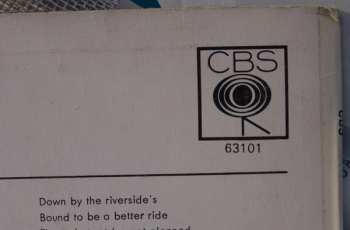 CBS
63101
Down by the riverside's
Bound to be a better ride